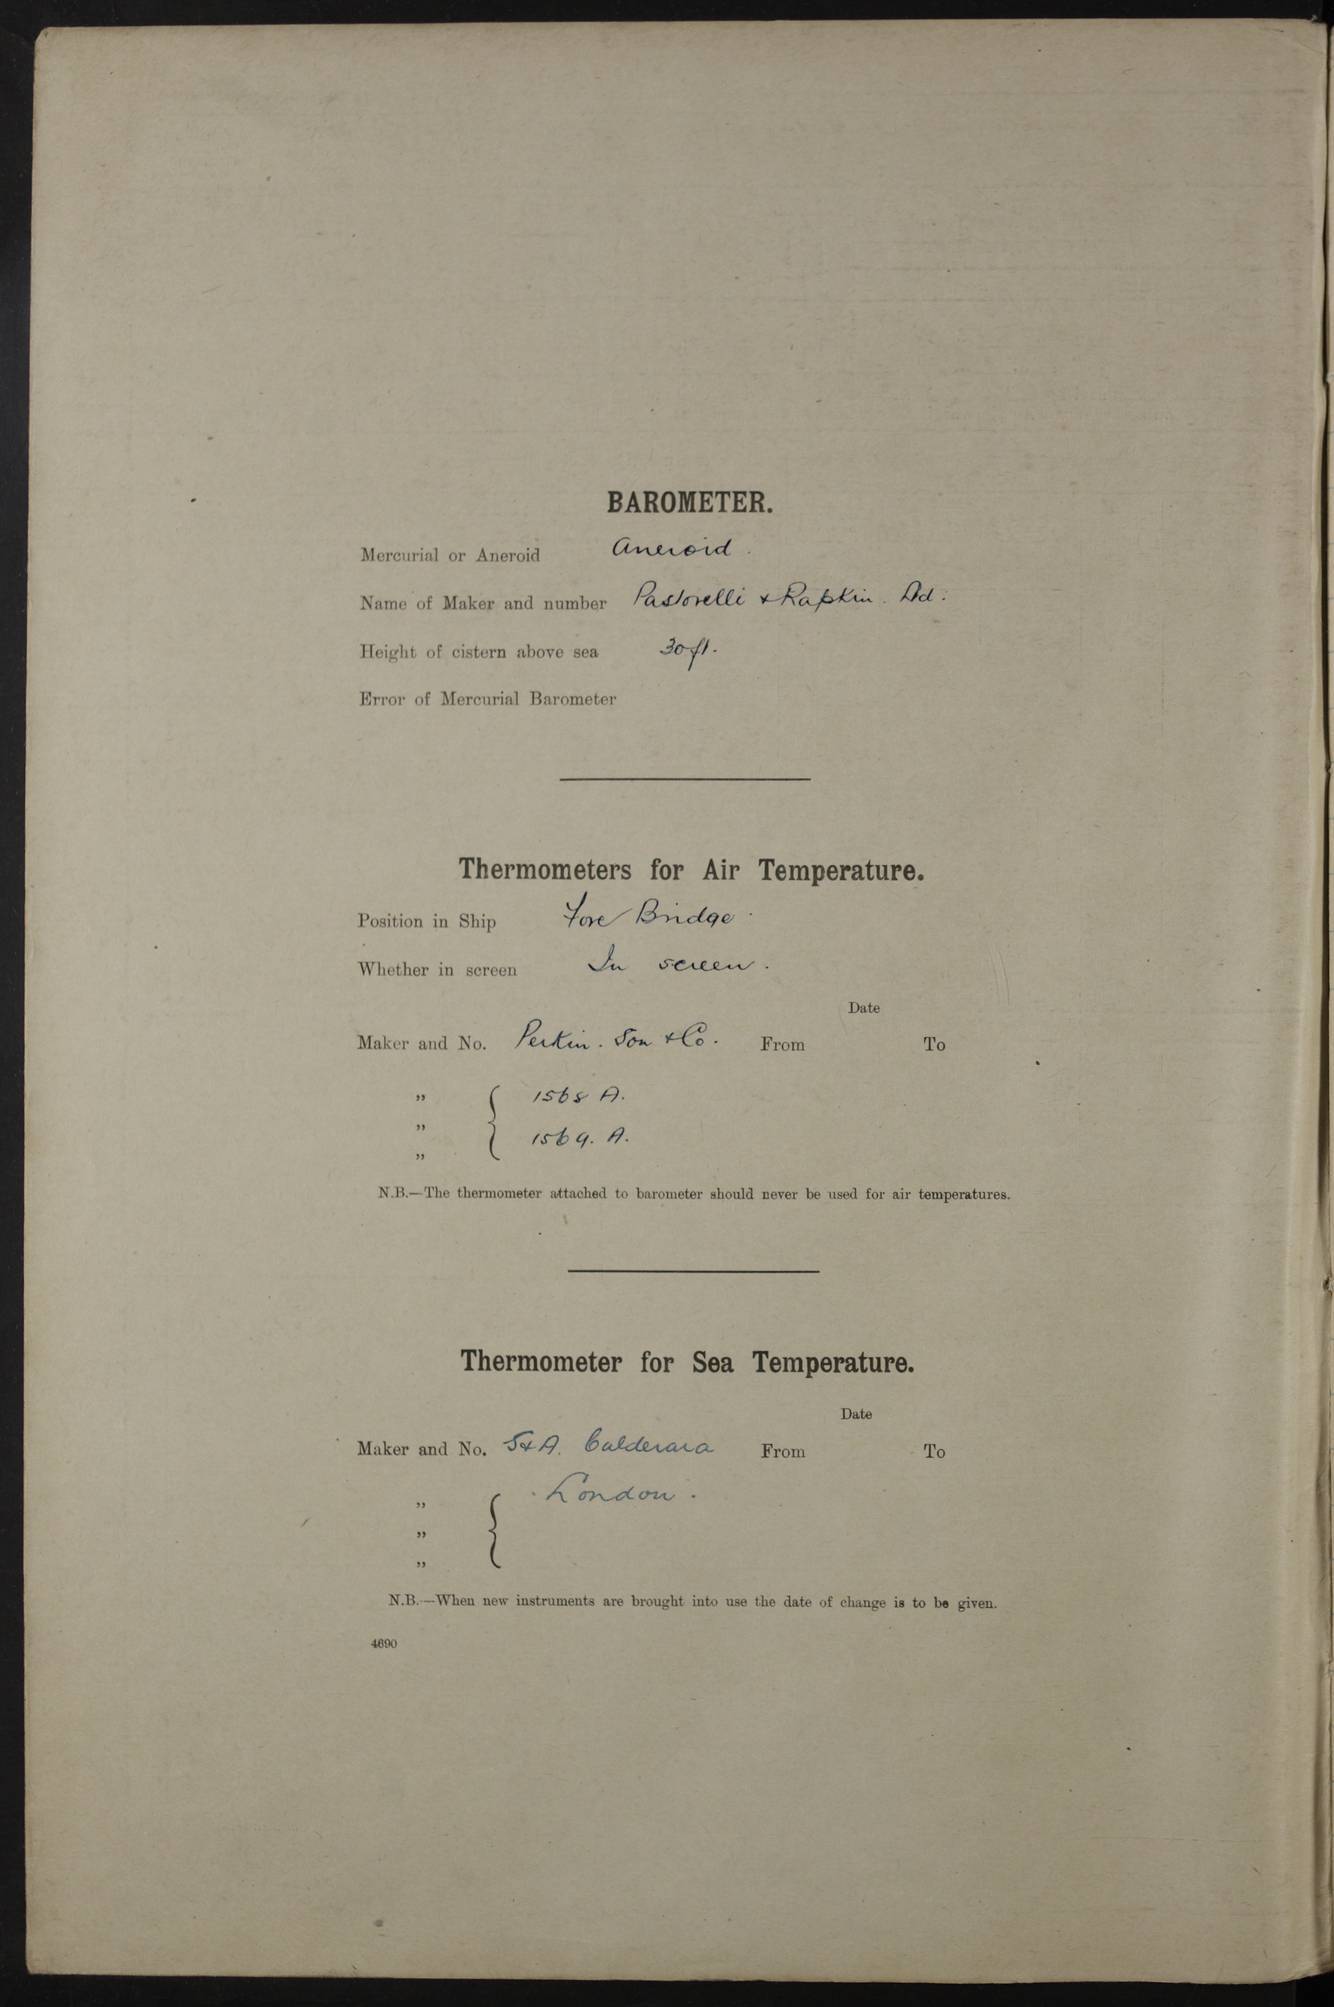 BAROMETER.
Mercurial or Aneroid Aneroid.
Name of Maker and number Pastorelli & Rapkin. Ltd.
Height of cistern above sea 30 ft.
Error of Mercurial Barometer
Thermometers for Air Temperature.
Position in Ship Fore Bridge.
Whether in screen In screen.
Date
Maker and No. Perkin. Son & Co. From To
„ { 1568 A.
„ 1569. A.
„
N.B.—The thermometer attached to barometer should never be used for air temperatures.
Thermometer for Sea Temperature.
Date
Maker and No. S & A. Calderara From To
„ { London.
„
„
N.B.—When new instruments are brought into use the date of change is to be given.
4690